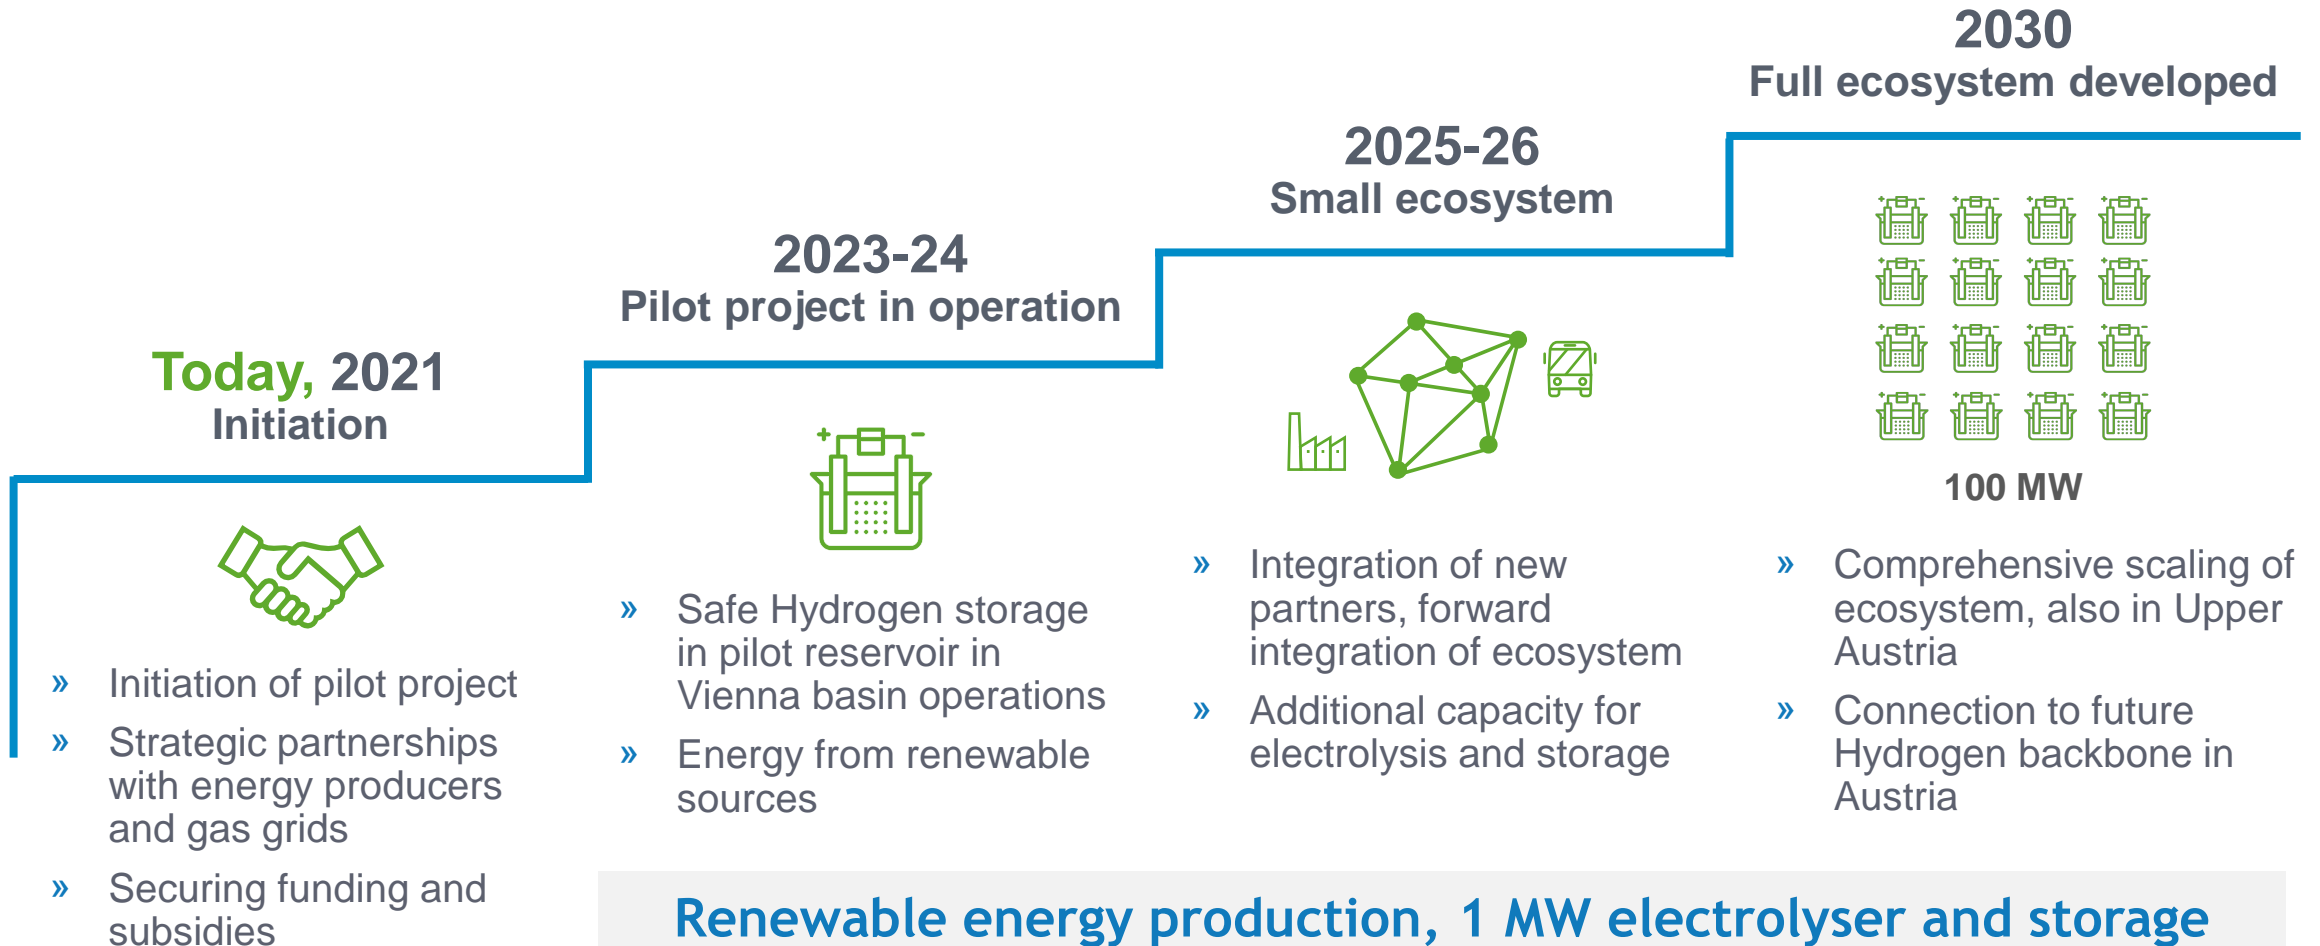 Today, 2021
Initiation
» Initiation of pilot project
» Strategic partnerships
with energy producers
and gas grids
» Securing funding and
subsidies
2023-24
Pilot project in operation
» Safe Hydrogen storage
in pilot reservoir in
Vienna basin operations
» Energy from renewable
sources
2025-26
Small ecosystem
» Integration of new
partners, forward
integration of ecosystem
» Additional capacity for
electrolysis and storage
2030
Full ecosystem developed
100 MW
» Comprehensive scaling of
ecosystem, also in Upper
Austria
» Connection to future
Hydrogen backbone in
Austria
Renewable energy production, 1 MW electrolyser and storage